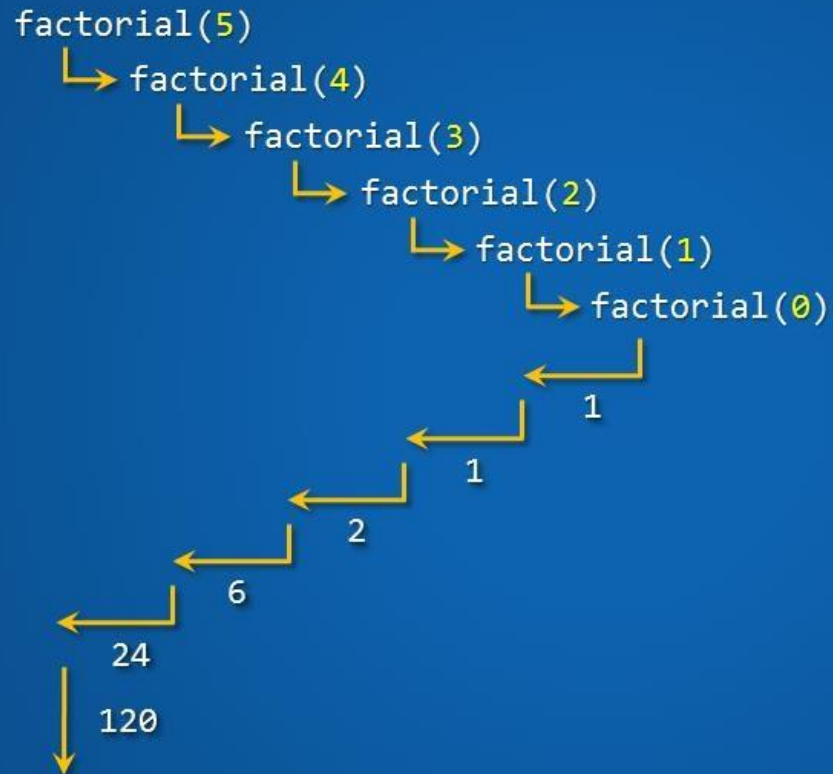 factorial(5)
factorial(4)
factorial(3)
factorial(2)
factorial(1)
factorial(0)
1
1
2
6
24
120